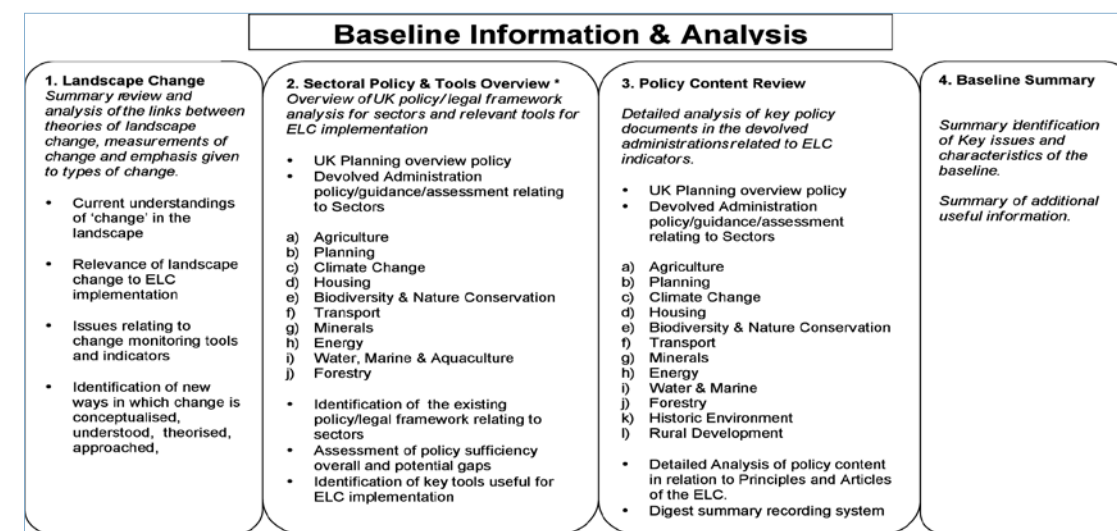 Baseline Information & Analysis
1. Landscape Change
Summary review and
analysis of the links between
theories of landscape
change, measurements of
change and emphasis given
to types of change.
• Current understandings
of ‘change’ in the
landscape
• Relevance of landscape
change to ELC
implementation
• Issues relating to
change monitoring tools
and indicators
• Identification of new
ways in which change is
conceptualised,
understood, theorised,
approached,
2. Sectoral Policy & Tools Overview *
Overview of UK policy/legal framework
analysis for sectors and relevant tools for
ELC implementation
• UK Planning overview policy
• Devolved Administration
policy/guidance/assessment relating
to Sectors
a) Agriculture
b) Planning
c) Climate Change
d) Housing
e) Biodiversity & Nature Conservation
f) Transport
g) Minerals
h) Energy
i) Water, Marine & Aquaculture
j) Forestry
• Identification of the existing
policy/legal framework relating to
sectors
• Assessment of policy sufficiency
overall and potential gaps
• Identification of key tools useful for
ELC implementation
3. Policy Content Review
Detailed analysis of key policy
documents in the devolved
administrations related to ELC
indicators.
• UK Planning overview policy
• Devolved Administration
policy/guidance/assessment
relating to Sectors
a) Agriculture
b) Planning
c) Climate Change
d) Housing
e) Biodiversity & Nature Conservation
f) Transport
g) Minerals
h) Energy
i) Water & Marine
j) Forestry
k) Historic Environment
l) Rural Development
• Detailed Analysis of policy content
in relation to Principles and Articles
of the ELC.
• Digest summary recording system
4. Baseline Summary
Summary identification
of Key issues and
characteristics of the
baseline.
Summary of additional
useful information.